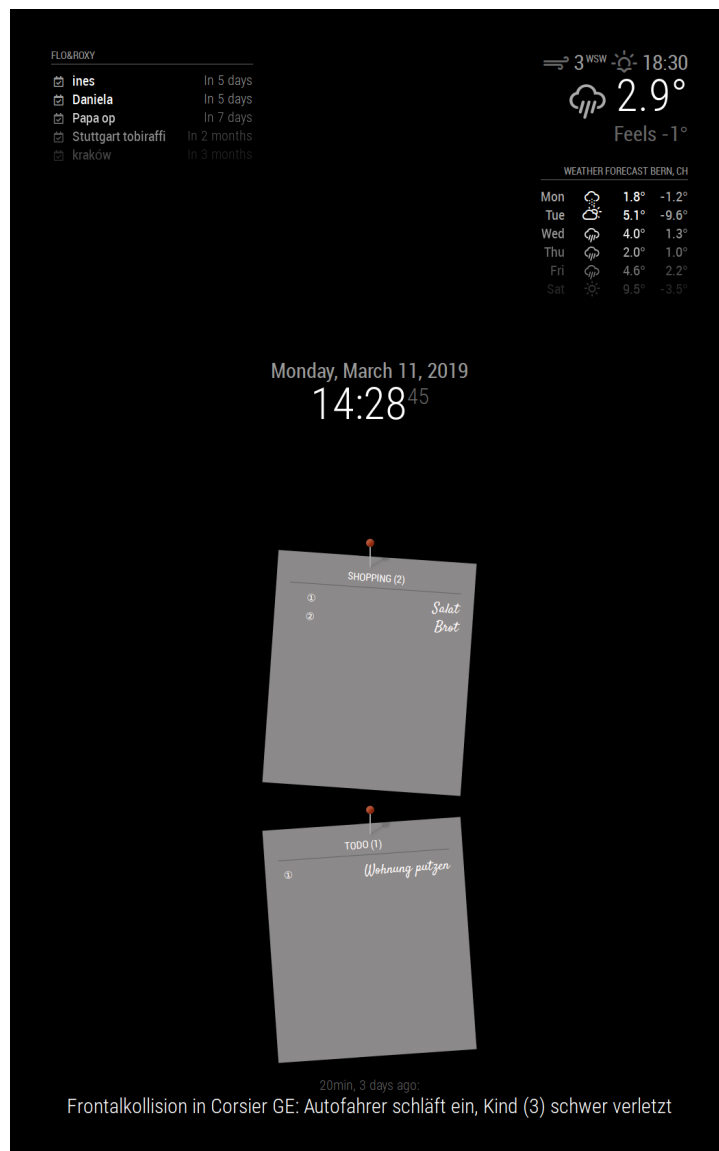 FLO&ROXY
ines In 5 days
Daniela In 5 days
Papa op In 7 days
Stuttgart tobiraffi In 2 months
kraków In 3 months
3 WSW 18:30
2.9°
Feels -1°
WEATHER FORECAST BERN, CH
Mon 1.8° -1.2°
Tue 5.1° -9.6°
Wed 4.0° 1.3°
Thu 2.0° 1.0°
Fri 4.6° 2.2°
Sat 9.5° -3.5°
Monday, March 11, 2019
14:28 45
SHOPPING (2)
① Salat
② Brot
TODO (1)
① Wohnung putzen
20min, 3 days ago:
Frontalkollision in Corsier GE: Autofahrer schläft ein, Kind (3) schwer verletzt